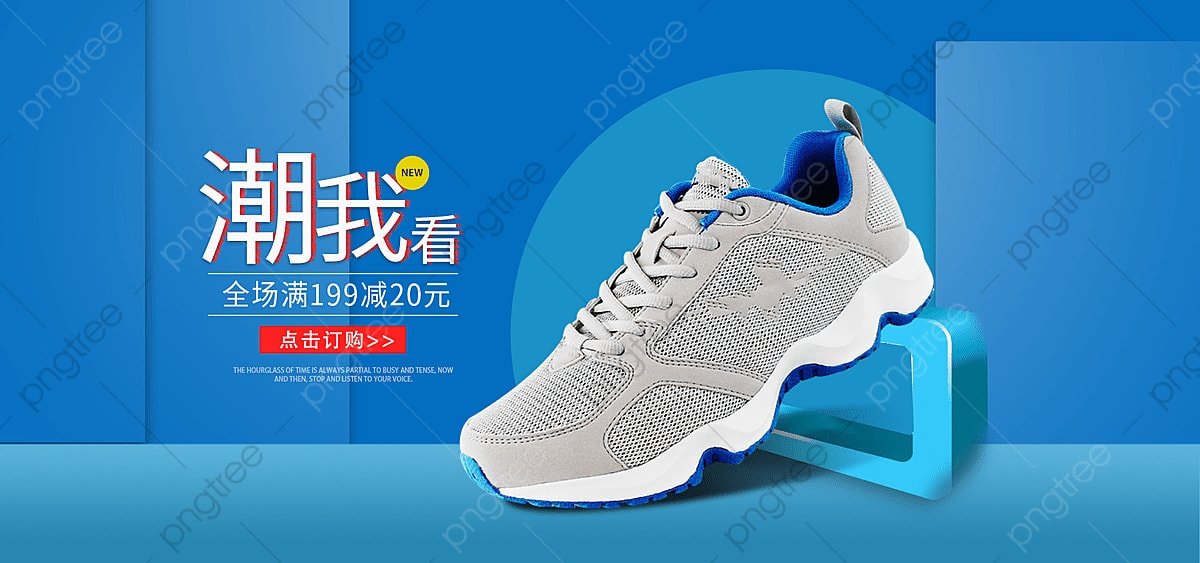 潮我看
NEW
全场满199减20元
点击订购>>
THE HOURGLASS OF TIME IS ALWAYS PARTIAL TO BUSY AND TENSE, NOW
AND THEN, STOP AND LISTEN TO YOUR VOICE.
pngtree